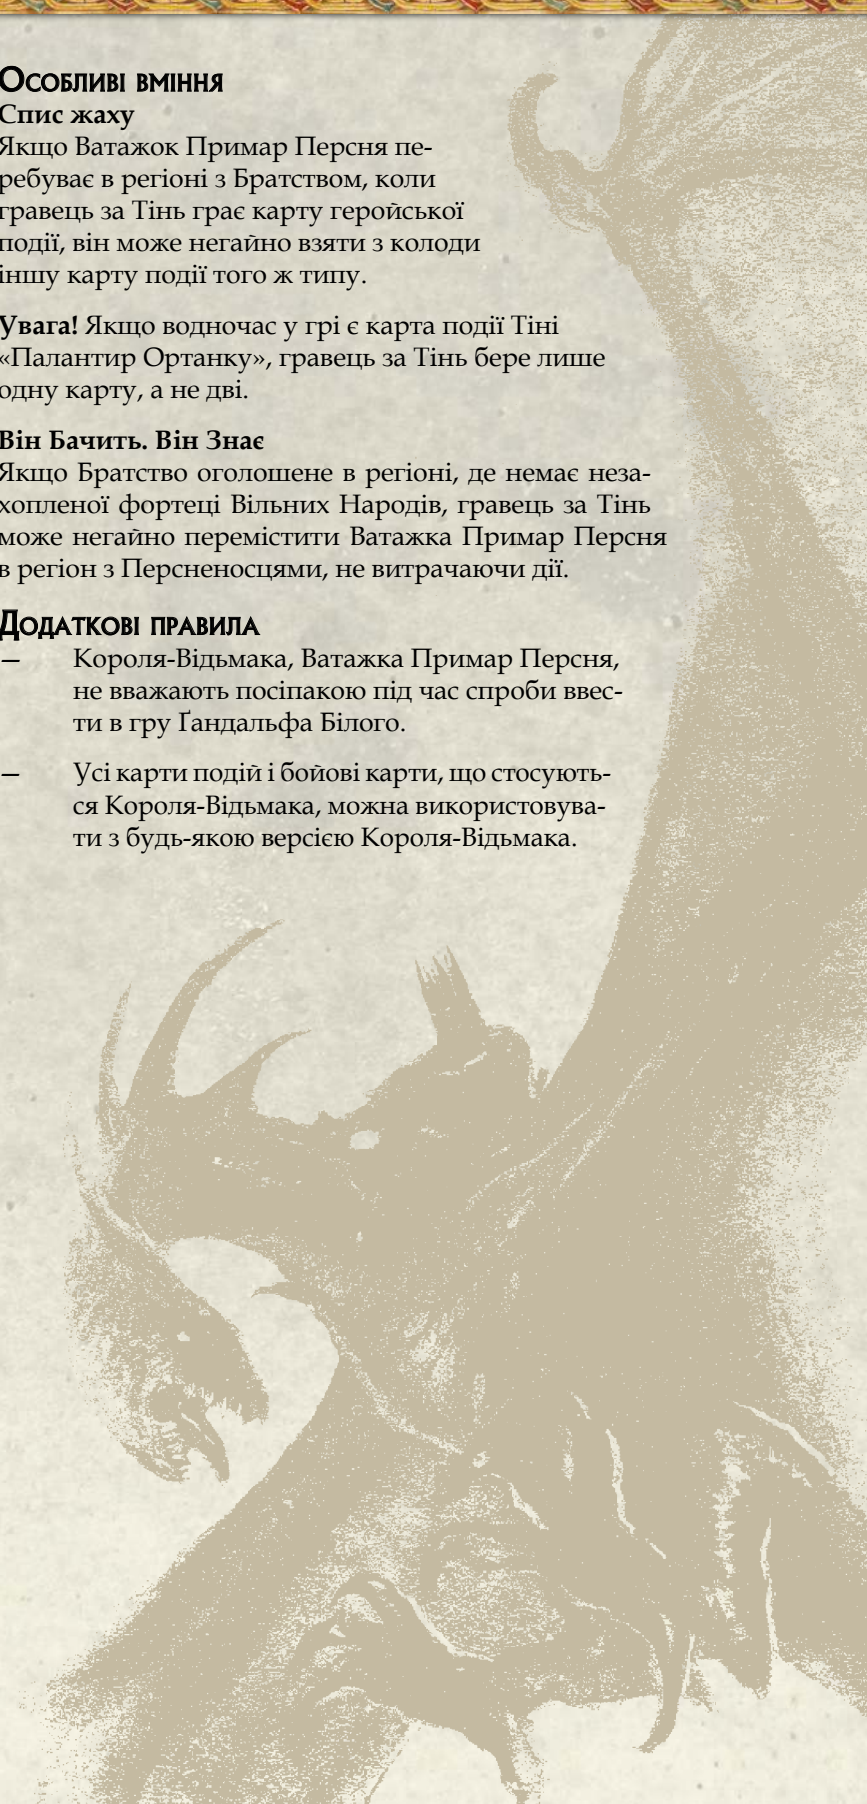 Особливі вміння
Спис жаху
Якщо Ватажок Примар Персня пе-
ребуває в регіоні з Братством, коли
гравець за Тінь грає карту геройської
події, він може негайно взяти з колоди
іншу карту події того ж типу.
Увага! Якщо водночас у грі є карта події Тіні
«Палантир Ортанку», гравець за Тінь бере лише
одну карту, а не дві.
Він Бачить. Він Знає
Якщо Братство оголошене в регіоні, де немає неза-
хопленої фортеці Вільних Народів, гравець за Тінь
може негайно перемістити Ватажка Примар Персня
в регіон з Персненосцями, не витрачаючи дії.
Додаткові правила
— Короля-Відьмака, Ватажка Примар Персня,
не вважають посіпакою під час спроби ввес-
ти в гру Ґандальфа Білого.
— Усі карти подій і бойові карти, що стосують-
ся Короля-Відьмака, можна використовува-
ти з будь-якою версією Короля-Відьмака.